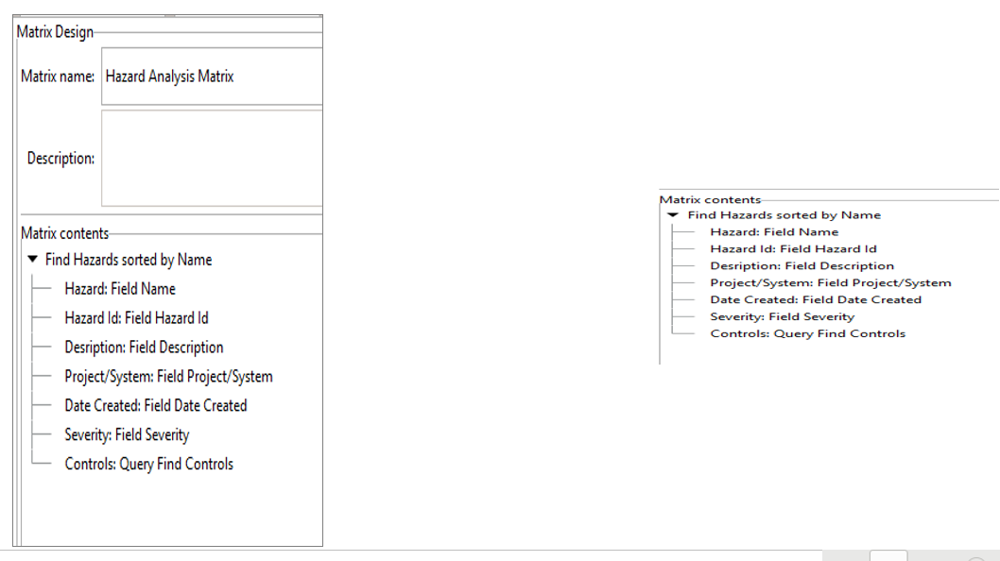 Matrix Design
Matrix name: Hazard Analysis Matrix
Description:
Matrix contents
Find Hazards sorted by Name
Hazard: Field Name
Hazard Id: Field Hazard Id
Desription: Field Description
Project/System: Field Project/System
Date Created: Field Date Created
Severity: Field Severity
Controls: Query Find Controls
Matrix contents
Find Hazards sorted by Name
Hazard: Field Name
Hazard Id: Field Hazard Id
Desription: Field Description
Project/System: Field Project/System
Date Created: Field Date Created
Severity: Field Severity
Controls: Query Find Controls